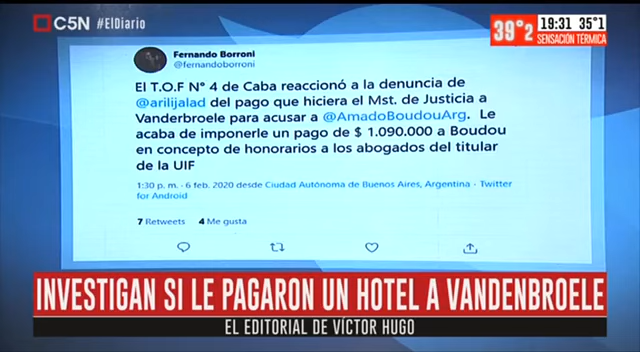 C5N #ElDiario
39°2
19:31 35°1
SENSACIÓN TÉRMICA
Fernando Borroni
@fernandoborroni
El T.O.F N° 4 de Caba reaccionó a la denuncia de
@arilijalad del pago que hiciera el Mst. de Justicia a
Vanderbroele para acusar a @AmadoBoudouArg. Le
acaba de imponerle un pago de $ 1.090.000 a Boudou
en concepto de honorarios a los abogados del titular
de la UIF
1:30 p. m. · 6 feb. 2020 desde Ciudad Autónoma de Buenos Aires, Argentina · Twitter
for Android
7 Retweets 4 Me gusta
INVESTIGAN SI LE PAGARON UN HOTEL A VANDENBROELE
EL EDITORIAL DE VÍCTOR HUGO